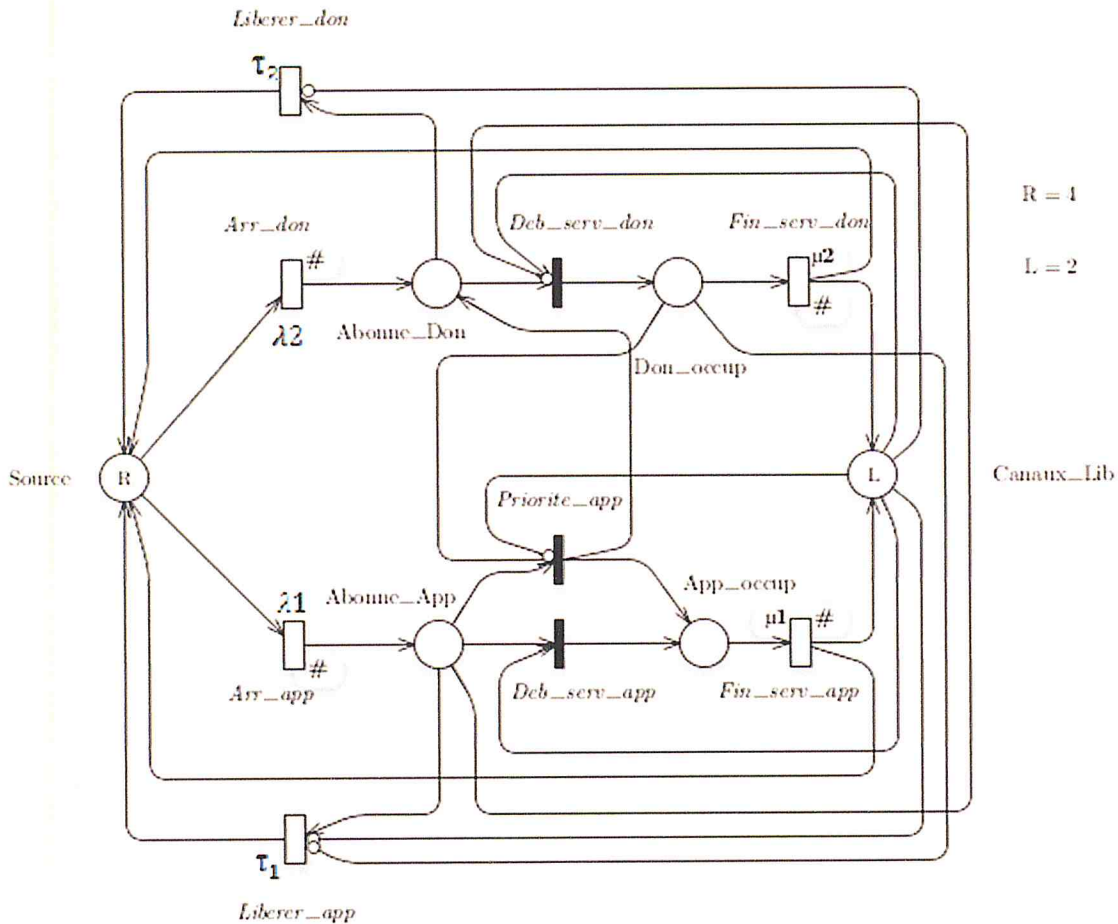 Liberer_don
τ2
R = 4
Arr_don
Deb_serv_don
Fin_serv_don
#
μ2
L = 2
#
λ2
Abonne_Don
Don_occup
Source
R
L
Canaux_Lib
Priorite_app
λ1
Abonne_App
App_occup
μ1
#
#
Arr_app
Deb_serv_app
Fin_serv_app
τ1
Liberer_app